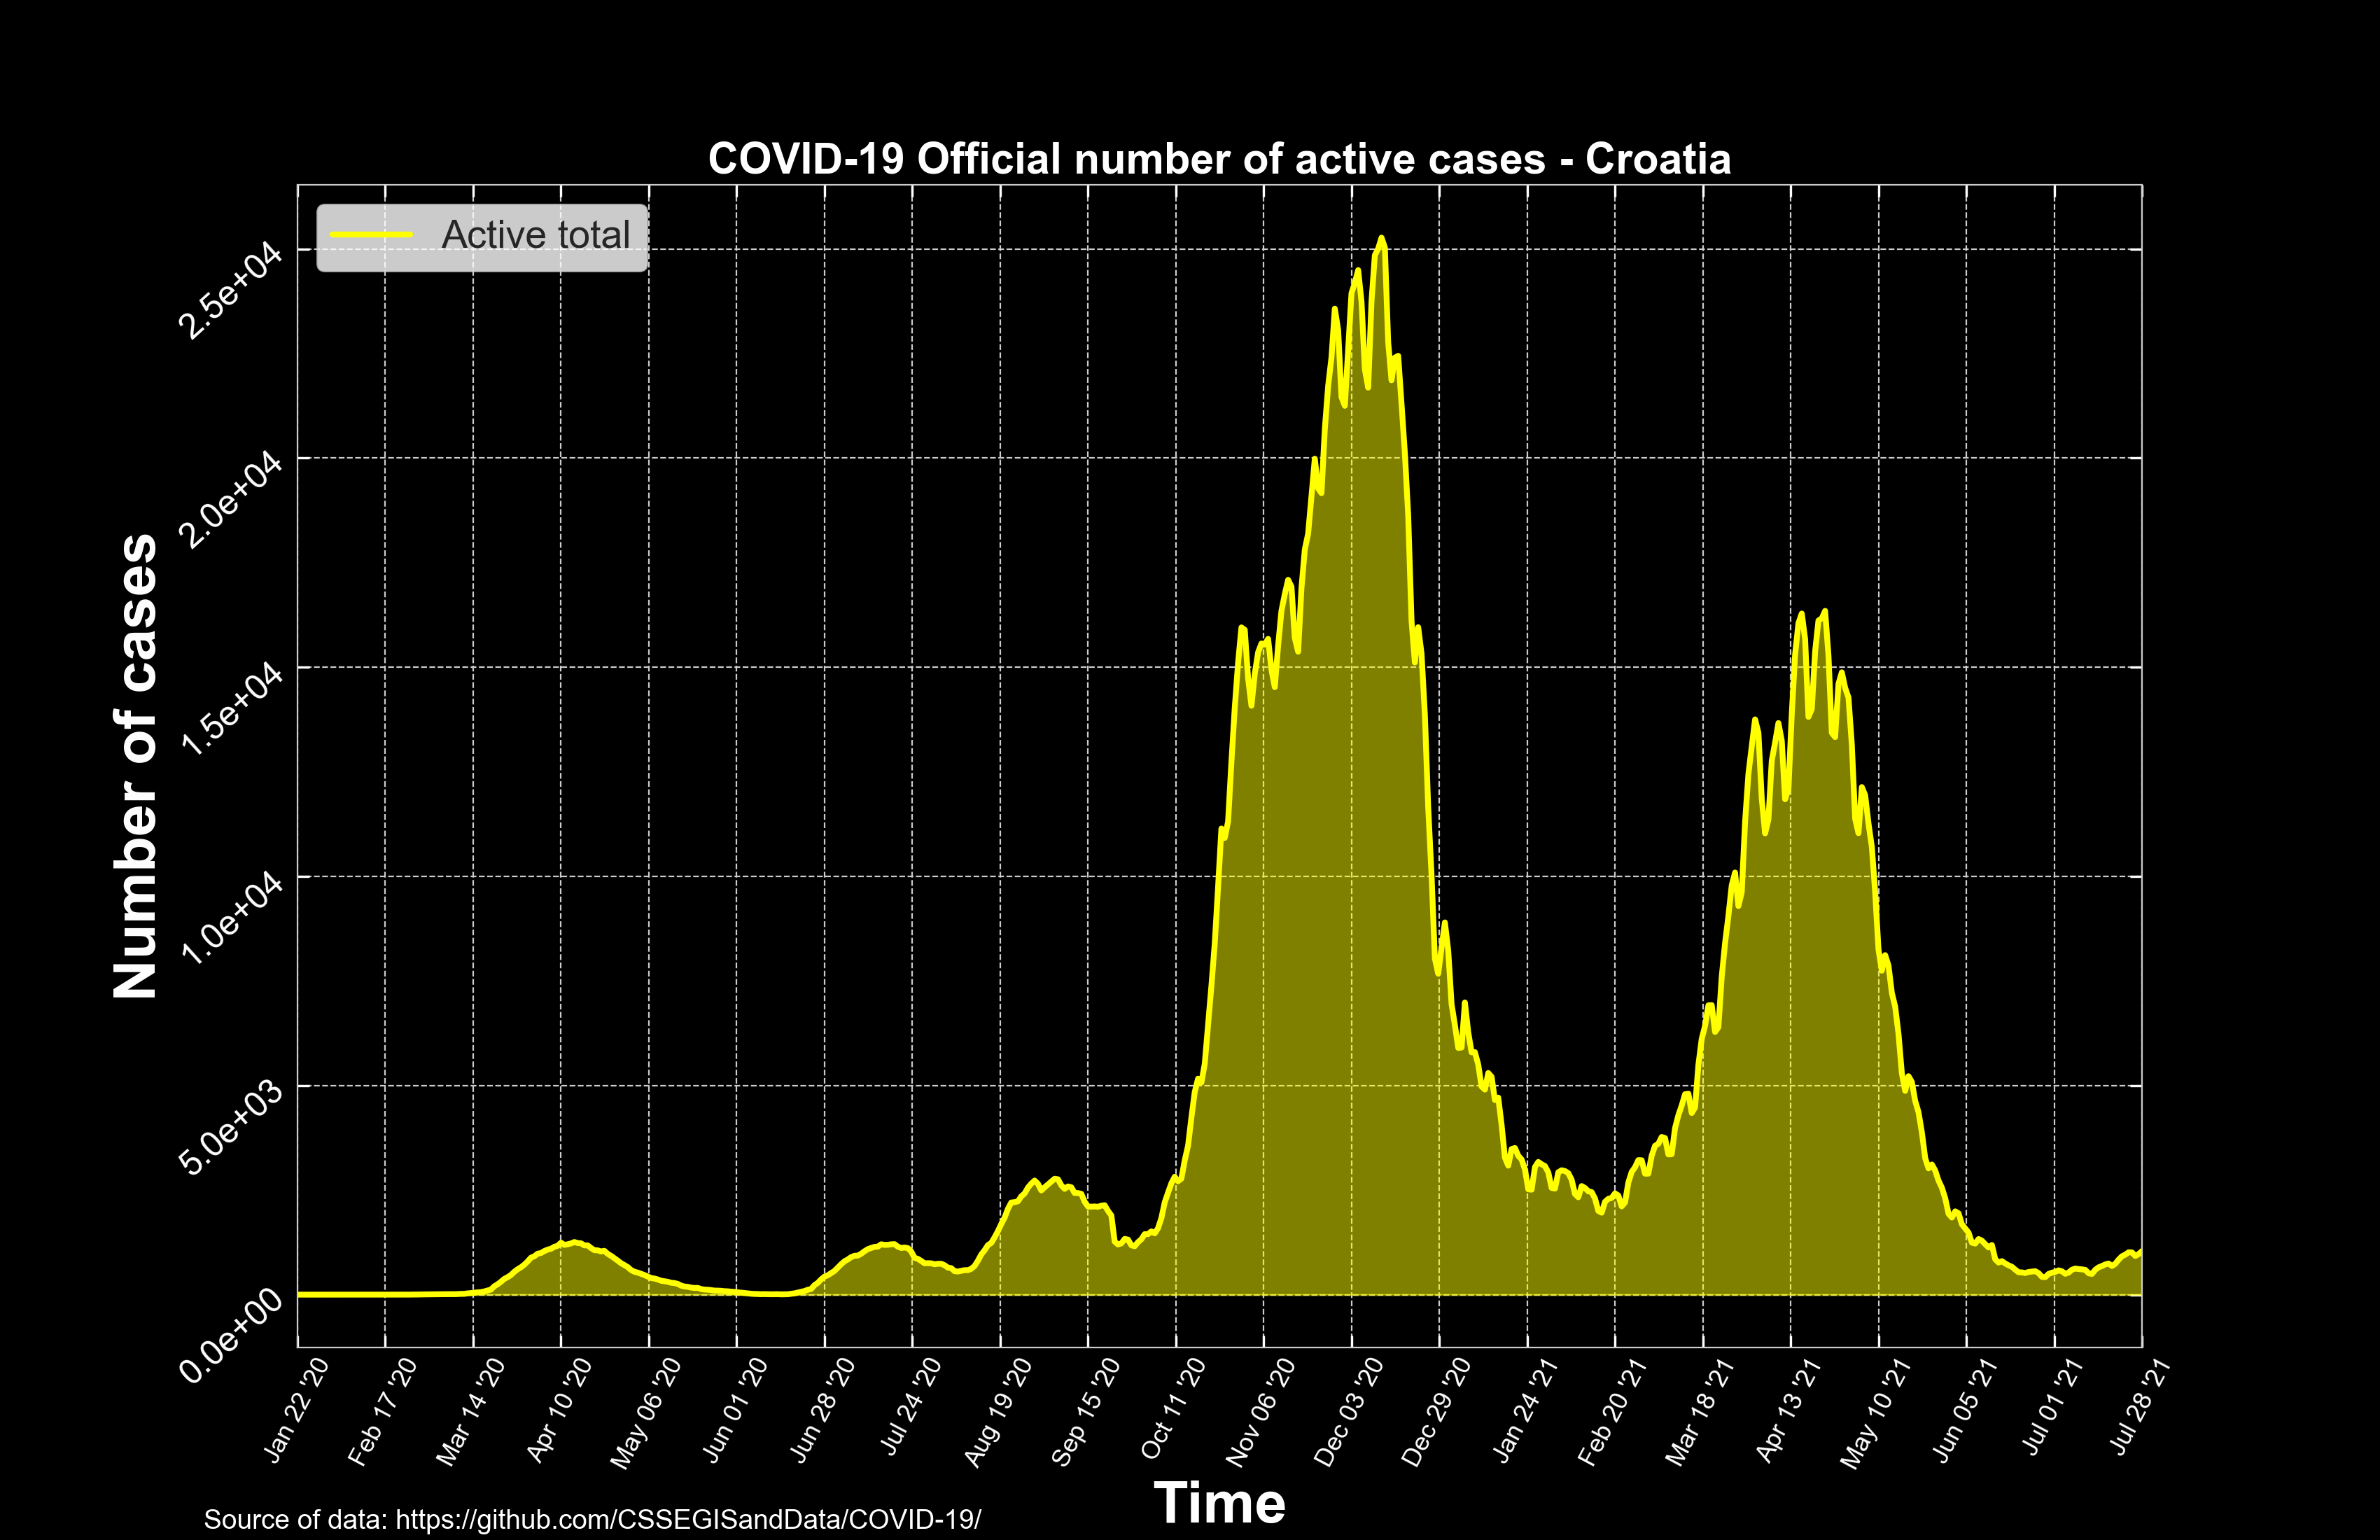 COVID-19 Official number of active cases - Croatia
Active total
Number of cases
2.5e+04
2.0e+04
1.5e+04
1.0e+04
5.0e+03
0.0e+00
Jan 22 '20
Feb 17 '20
Mar 14 '20
Apr 10 '20
May 06 '20
Jun 01 '20
Jun 28 '20
Jul 24 '20
Aug 19 '20
Sep 15 '20
Oct 11 '20
Nov 06 '20
Dec 03 '20
Dec 29 '20
Jan 24 '21
Feb 20 '21
Mar 18 '21
Apr 13 '21
May 10 '21
Jun 05 '21
Jul 01 '21
Jul 28 '21
Time
Source of data: https://github.com/CSSEGISandData/COVID-19/